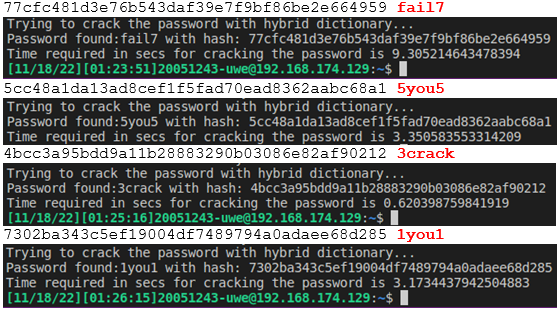 77cfc481d3e76b543daf39e7f9bf86be2e664959 fail7
Trying to crack the password with hybrid dictionary...
Password found:fail7 with hash: 77cfc481d3e76b543daf39e7f9bf86be2e664959
Time required in secs for cracking the password is 9.305214643478394
[11/18/22][01:23:51]20051243-uwe@192.168.174.129:~$
5cc48a1da13ad8cef1f5fad70ead8362aabc68a1 5you5
Trying to crack the password with hybrid dictionary...
Password found:5you5 with hash: 5cc48a1da13ad8cef1f5fad70ead8362aabc68a1
Time required in secs for cracking the password is 3.350583553314209
4bcc3a95bdd9a11b28883290b03086e82af90212 3crack
Trying to crack the password with hybrid dictionary...
Password found:3crack with hash: 4bcc3a95bdd9a11b28883290b03086e82af90212
Time required in secs for cracking the password is 0.620398759841919
[11/18/22][01:25:16]20051243-uwe@192.168.174.129:~$
7302ba343c5ef19004df7489794a0adaee68d285 1you1
Trying to crack the password with hybrid dictionary...
Password found:1you1 with hash: 7302ba343c5ef19004df7489794a0adaee68d285
Time required in secs for cracking the password is 3.1734437942504883
[11/18/22][01:26:15]20051243-uwe@192.168.174.129:~$